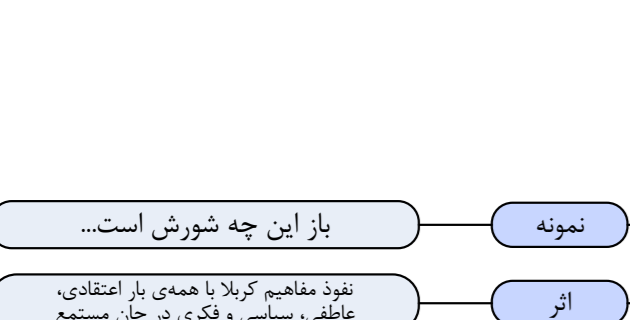 نمونه
باز این چه شورش است...
اثر
نفوذ مفاهیم کربلا با همه‌ی بار اعتقادی،
عاطفی، سیاسی و فکری در جان مستمع